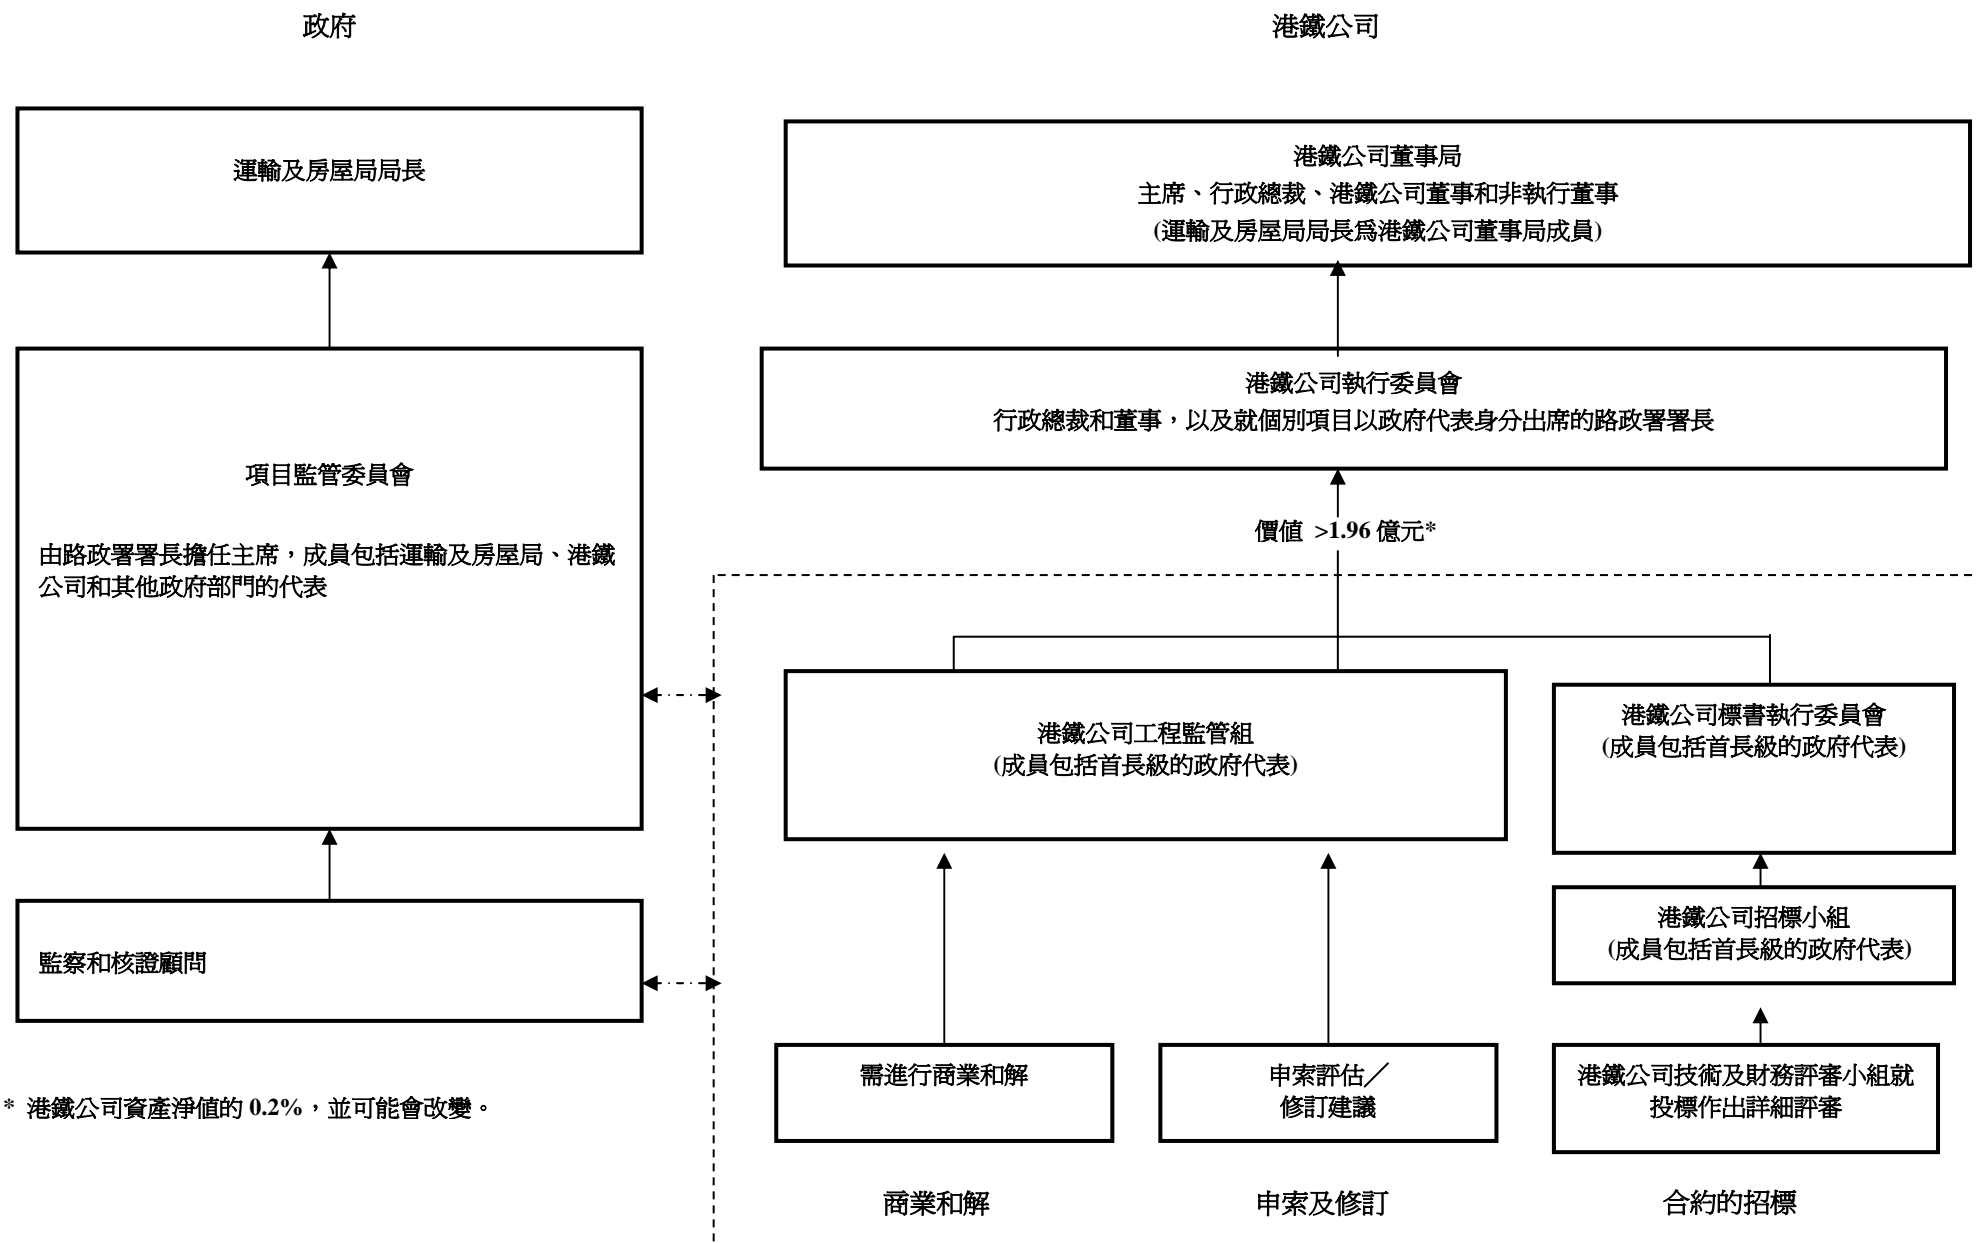 政府
港鐵公司
運輸及房屋局局長
港鐵公司董事局
主席、行政總裁、港鐵公司董事和非執行董事
(運輸及房屋局局長爲港鐵公司董事局成員)
港鐵公司執行委員會
行政總裁和董事，以及就個別項目以政府代表身分出席的路政署署長
項目監管委員會
由路政署署長擔任主席，成員包括運輸及房屋局、港鐵
公司和其他政府部門的代表
價值 >1.96 億元*
港鐵公司工程監管組
(成員包括首長級的政府代表)
港鐵公司標書執行委員會
(成員包括首長級的政府代表)
港鐵公司招標小組
(成員包括首長級的政府代表)
監察和核證顧問
需進行商業和解
申索評估／
修訂建議
港鐵公司技術及財務評審小組就
投標作出詳細評審
* 港鐵公司資產淨值的 0.2%，並可能會改變。
商業和解
申索及修訂
合約的招標